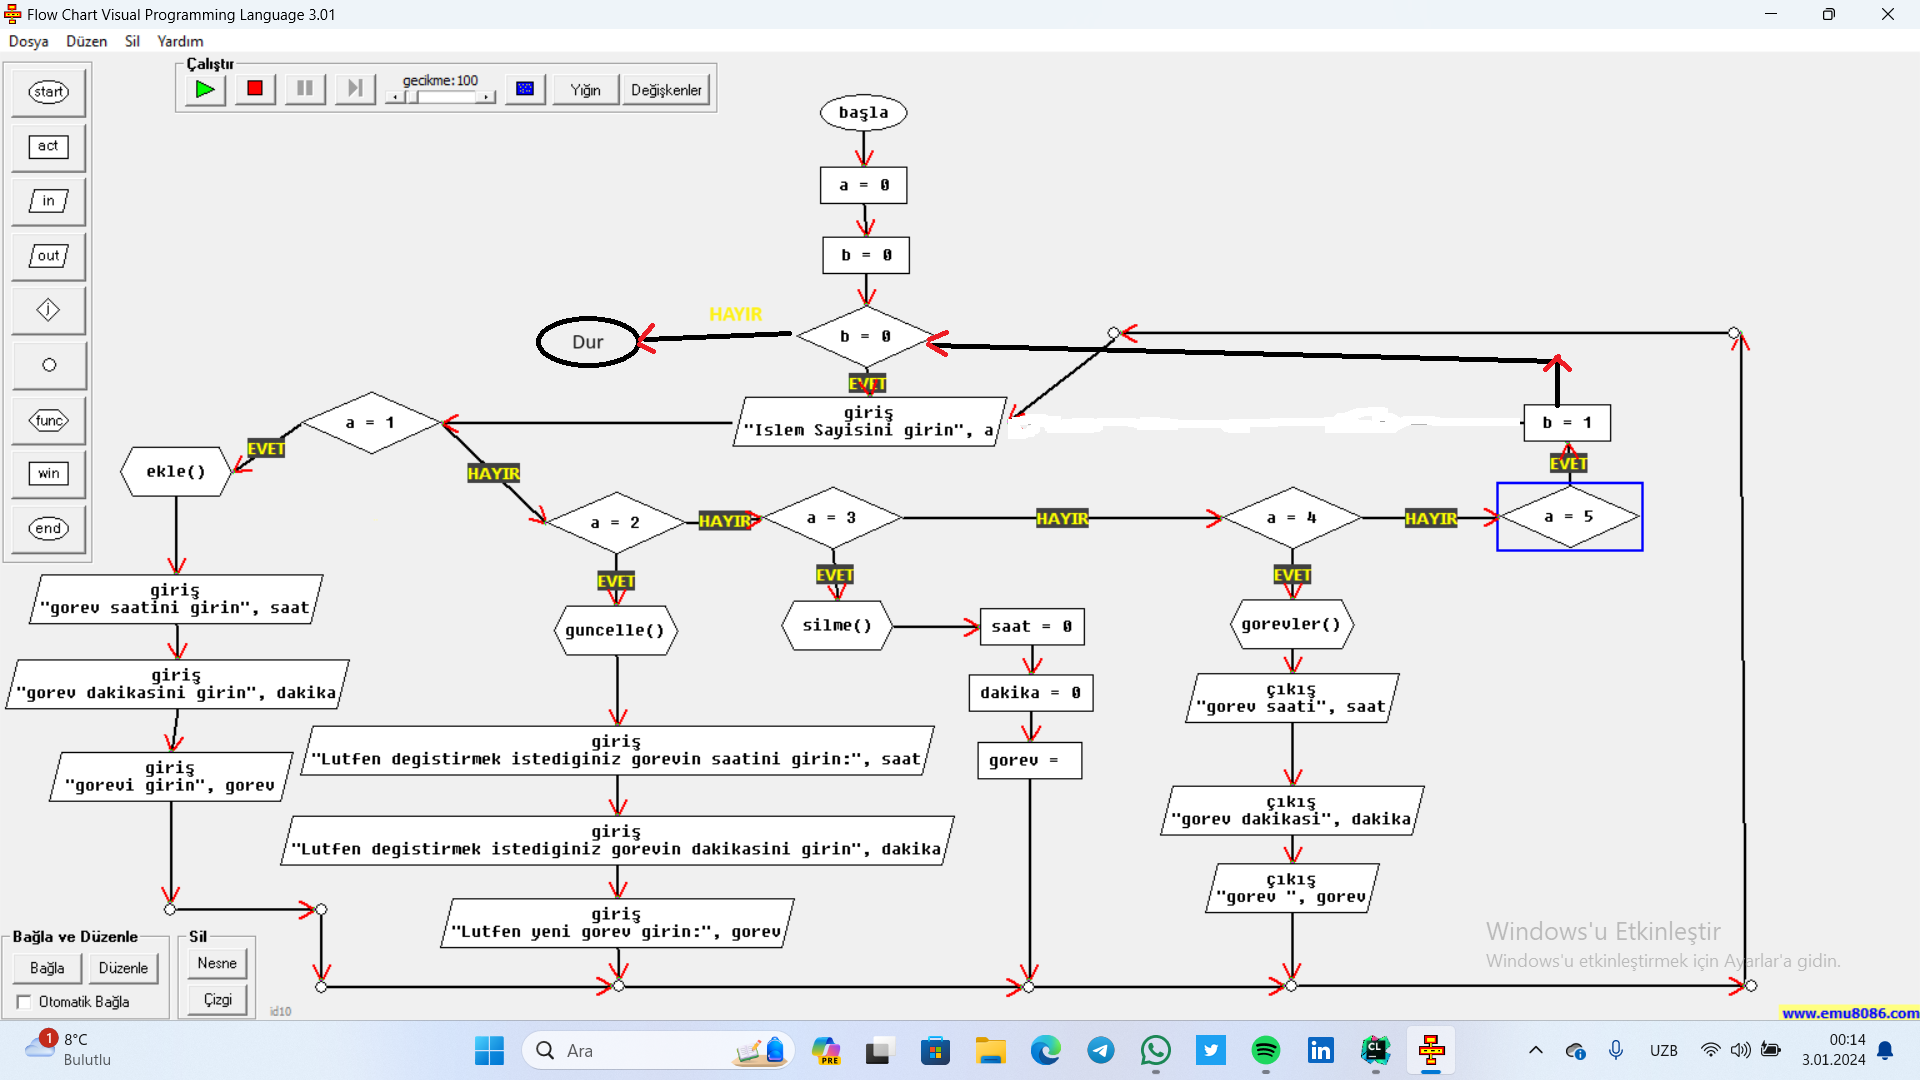 Flow Chart Visual Programming Language 3.01
Dosya Düzen Sil Yardım
Çalıştır
gecikme:100
Yığın
Değişkenler
start
act
in
out
i
func
win
end
başla
a = 0
b = 0
b = 0
HAYIR
Dur
EVET
giriş
"Islem Sayisini girin", a
b = 1
EVET
a = 1
EVET
HAYIR
ekle()
a = 2
HAYIR
a = 3
HAYIR
a = 4
HAYIR
a = 5
EVET
EVET
EVET
giriş
"gorev saatini girin", saat
guncelle()
silme()
saat = 0
gorevler()
giriş
"gorev dakikasini girin", dakika
dakika = 0
çıkış
"gorev saati", saat
giriş
"Lutfen degistirmek istediginiz gorevin saatini girin:", saat
gorev =
giriş
"gorevi girin", gorev
çıkış
"gorev dakikasi", dakika
giriş
"Lutfen degistirmek istediginiz gorevin dakikasini girin", dakika
çıkış
"gorev ", gorev
giriş
"Lutfen yeni gorev girin:", gorev
Bağla ve Düzenle
Bağla
Düzenle
Otomatik Bağla
Sil
Nesne
Çizgi
id10
Windows'u Etkinleştir
Windows'u etkinleştirmek için Ayarlar'a gidin.
www.emu8086.com
1
8°C
Bulutlu
Ara
PRE
CL
UZB
00:14
3.01.2024